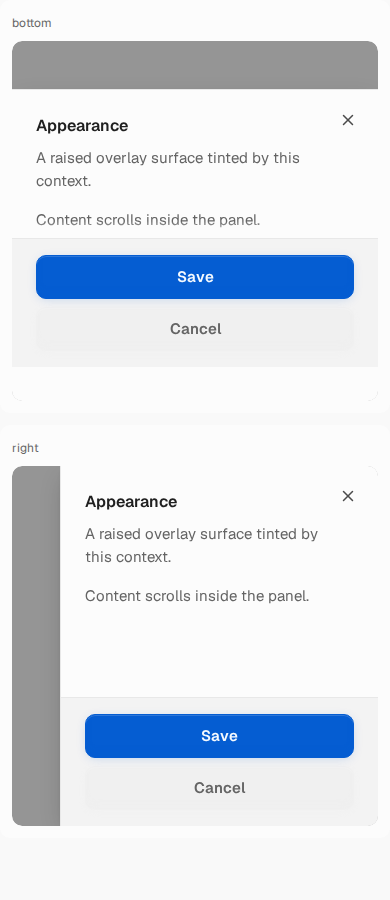 bottom
Appearance
A raised overlay surface tinted by this
context.
Content scrolls inside the panel.
Save
Cancel
right
Appearance
A raised overlay surface tinted by
this context.
Content scrolls inside the panel.
Save
Cancel